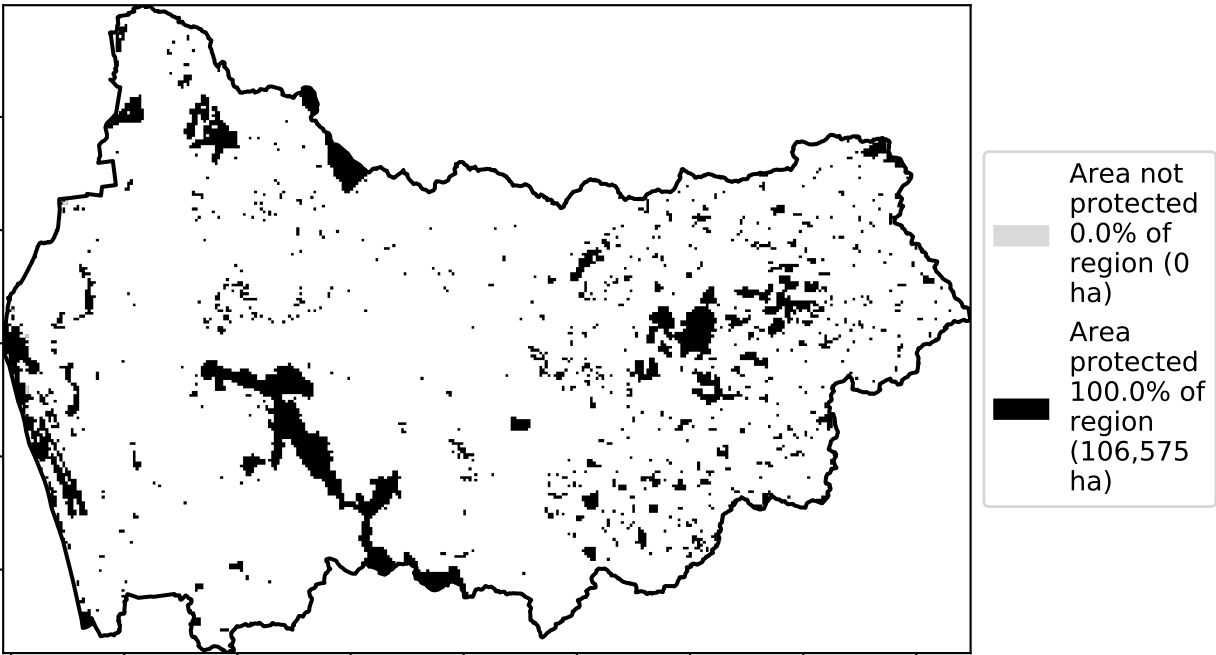 Area not
protected
0.0% of
region (0
ha)
Area
protected
100.0% of
region
(106,575
ha)